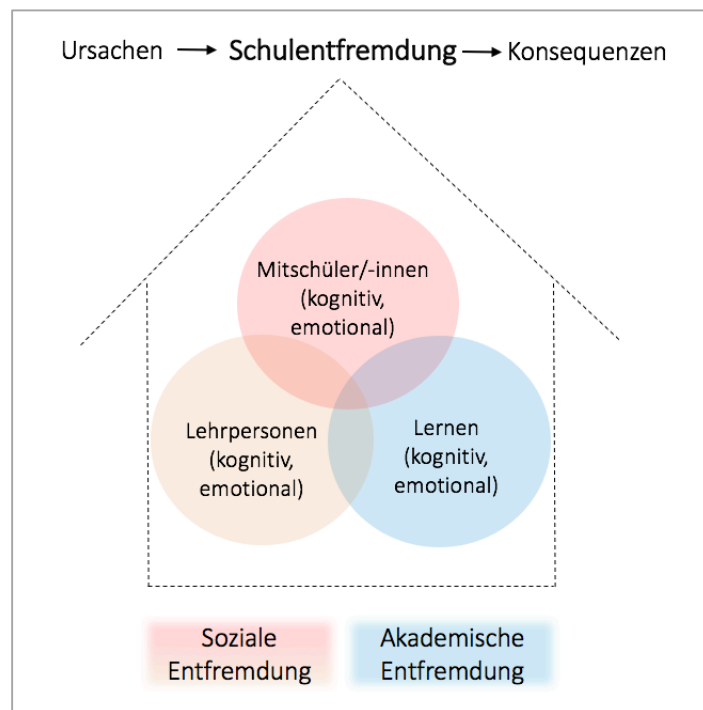 Ursachen → Schulentfremdung → Konsequenzen
Mitschüler/-innen
(kognitiv,
emotional)
Lehrpersonen
(kognitiv,
emotional)
Lernen
(kognitiv,
emotional)
Soziale
Entfremdung
Akademische
Entfremdung